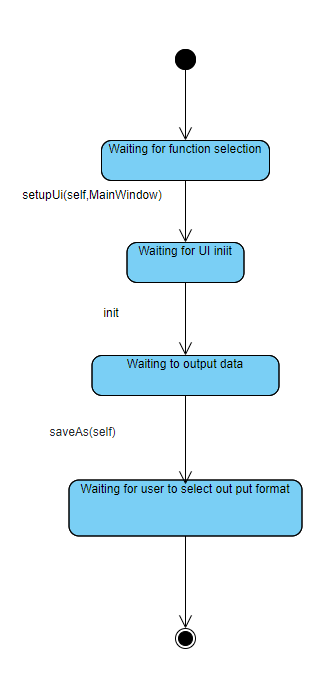 Waiting for function selection
setupUi(self,MainWindow)
Waiting for UI iniit
init
Waiting to output data
saveAs(self)
Waiting for user to select out put format